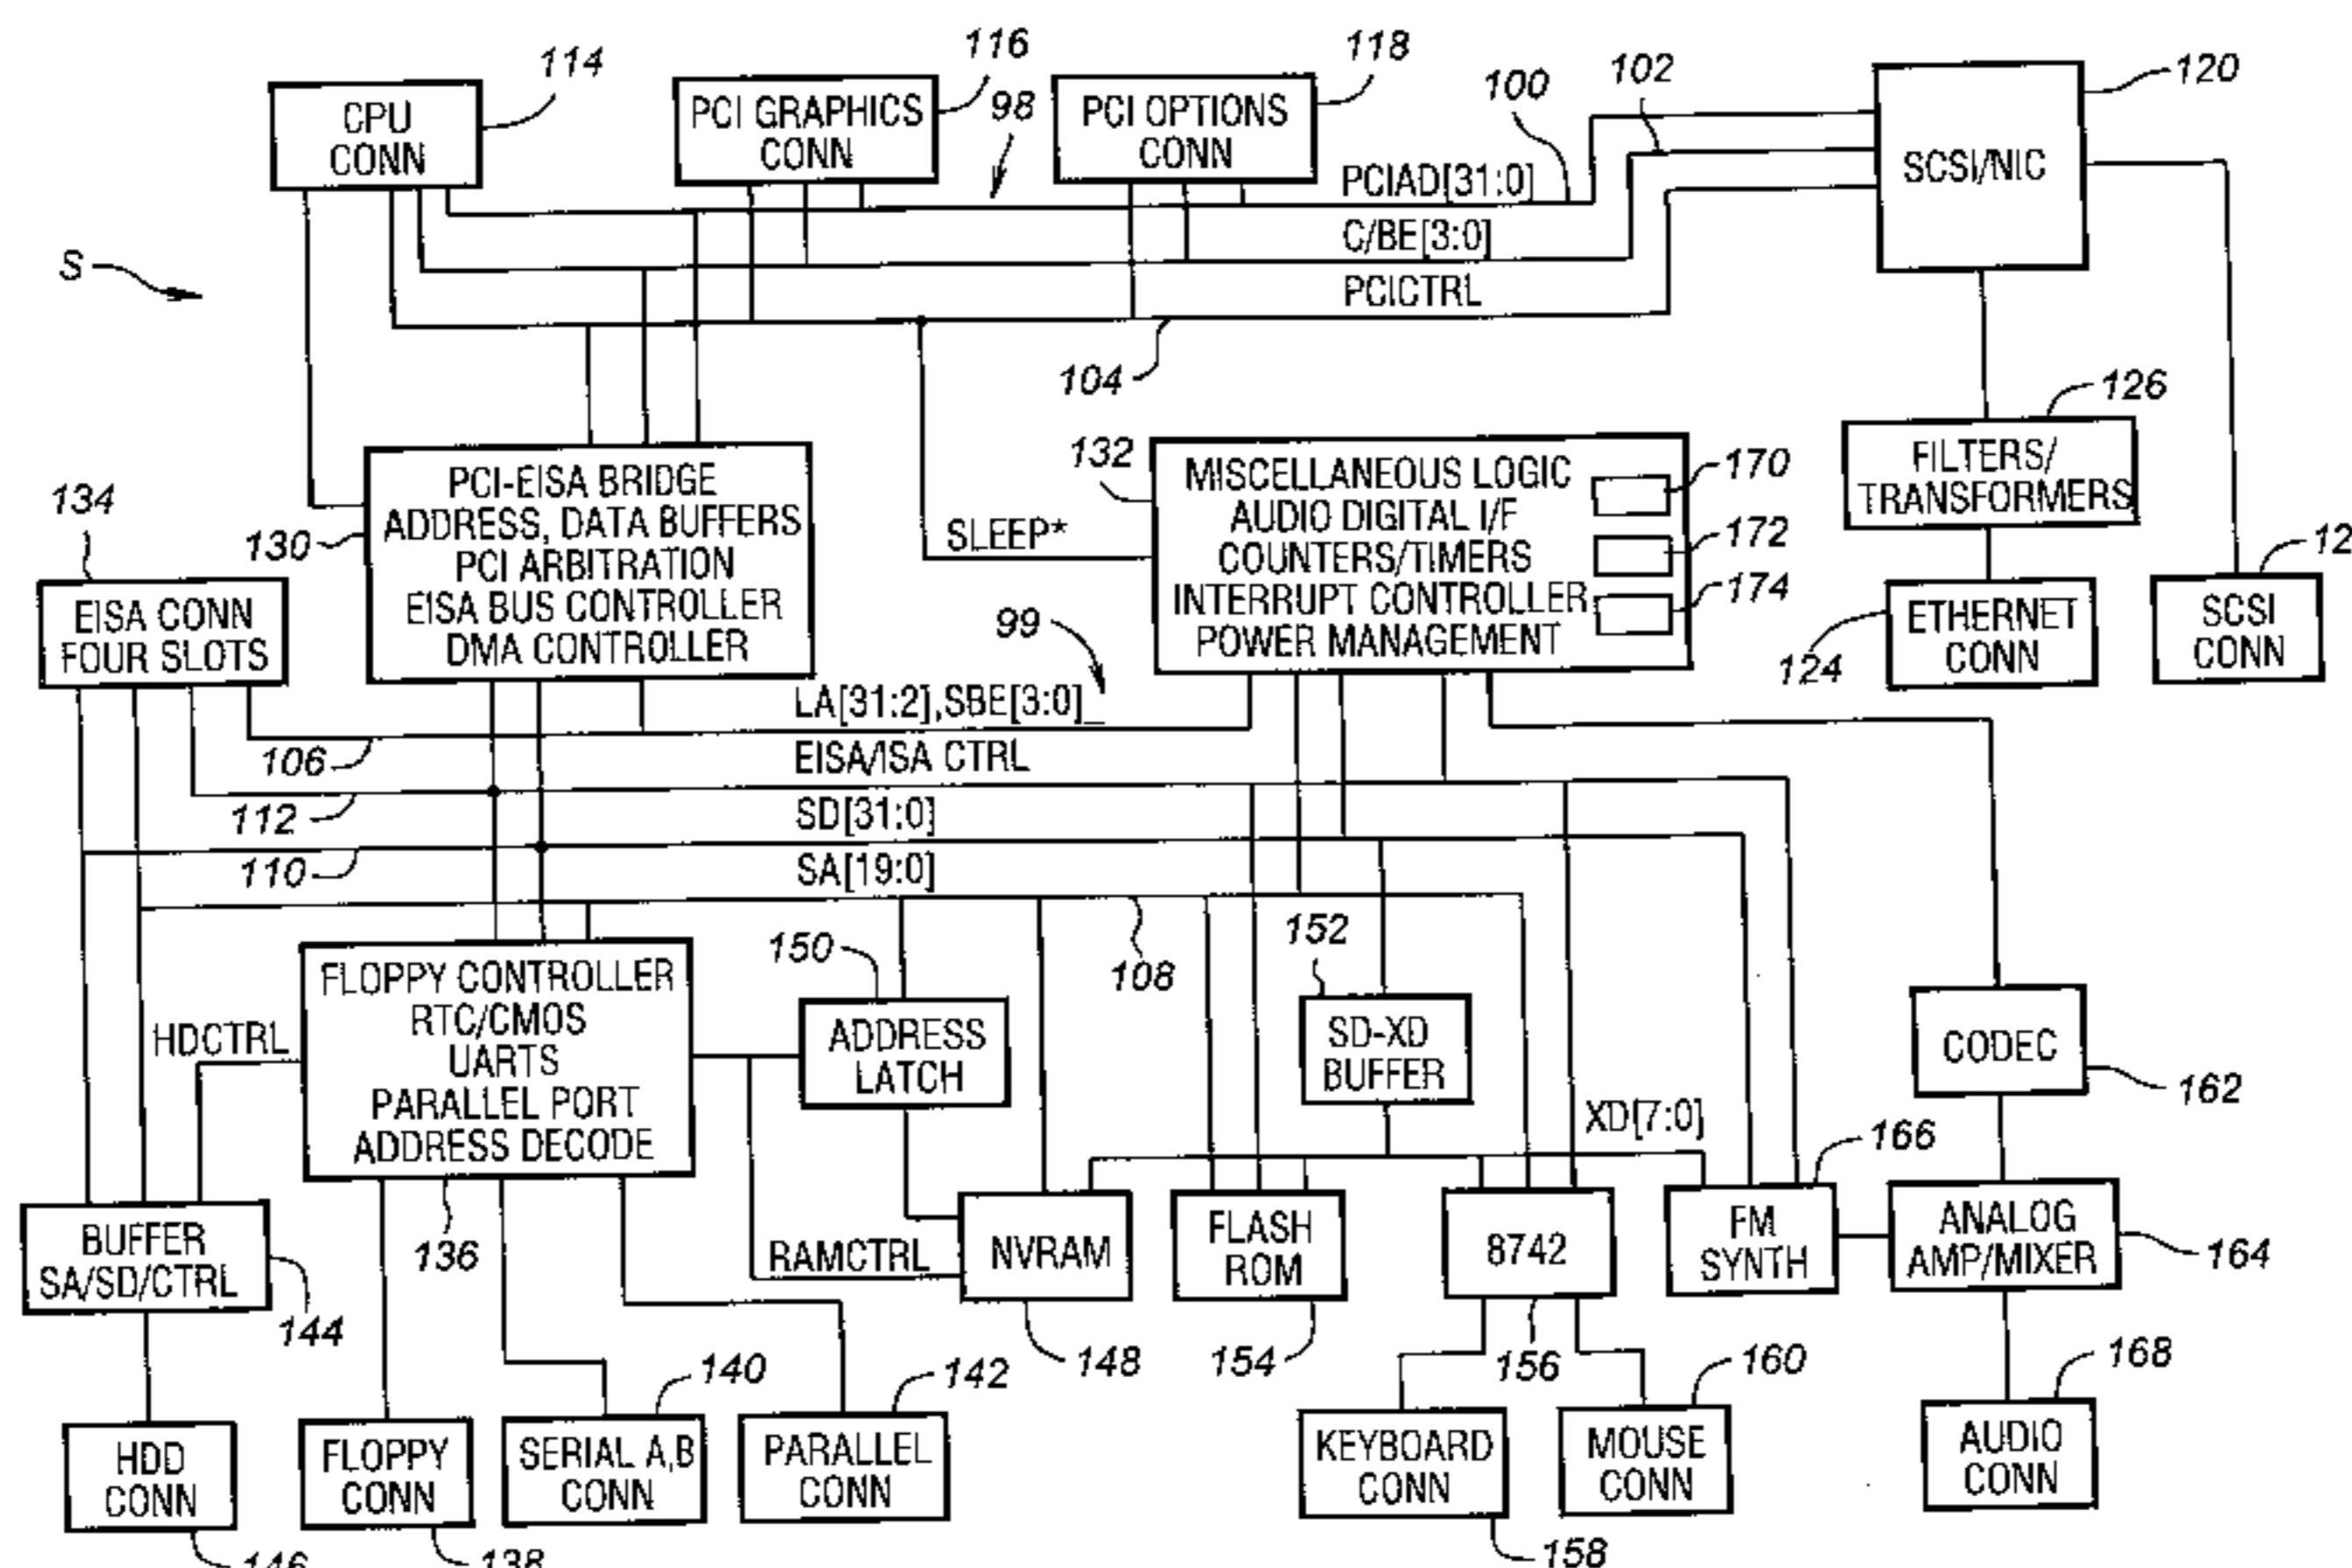 114
116
118
98
100
102
120
CPU
CONN
PCI GRAPHICS
CONN
PCI OPTIONS
CONN
SCSI/NIC
PCIAD[31:0]
C/BE[3:0]
PCICTRL
S
104
126
FILTERS/
TRANSFORMERS
134
130
PCI-EISA BRIDGE
ADDRESS, DATA BUFFERS
PCI ARBITRATION
EISA BUS CONTROLLER
DMA CONTROLLER
SLEEP*
132
MISCELLANEOUS LOGIC
AUDIO DIGITAL I/F
COUNTERS/TIMERS
INTERRUPT CONTROLLER
POWER MANAGEMENT
170
172
174
EISA CONN
FOUR SLOTS
99
124
ETHERNET
CONN
12
SCSI
CONN
106
LA[31:2],SBE[3:0]_
112
EISA/ISA CTRL
110
SD[31:0]
SA[19:0]
108
150
152
HDCTRL
FLOPPY CONTROLLER
RTC/CMOS
UARTS
PARALLEL PORT
ADDRESS DECODE
ADDRESS
LATCH
SD-XD
BUFFER
CODEC
162
XD[7:0]
166
BUFFER
SA/SD/CTRL
144
136
RAMCTRL
NVRAM
148
FLASH
ROM
154
8742
156
FM
SYNTH
ANALOG
AMP/MIXER
164
140
142
160
168
HDD
CONN
146
FLOPPY
CONN
138
SERIAL A,B
CONN
PARALLEL
CONN
KEYBOARD
CONN
158
MOUSE
CONN
AUDIO
CONN